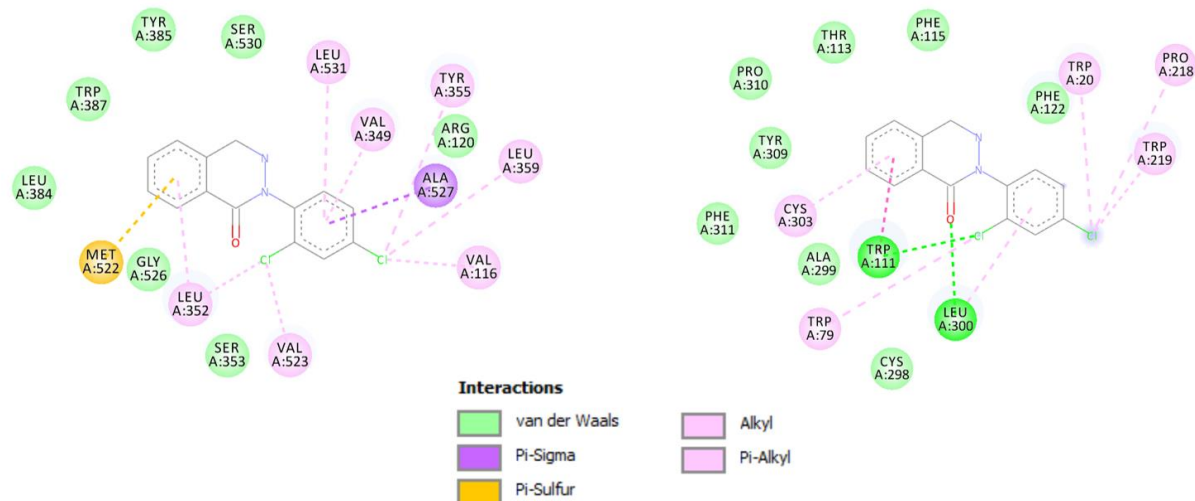 TYR
A:385
SER
A:530
LEU
A:531
TYR
A:355
TRP
A:387
VAL
A:349
ARG
A:120
LEU
A:359
LEU
A:384
ALA
A:527
N
N
O
MET
A:522
GLY
A:526
Cl
Cl
VAL
A:116
LEU
A:352
SER
A:353
VAL
A:523
PHE
A:115
THR
A:113
PRO
A:310
TRP
A:20
PRO
A:218
PHE
A:122
TYR
A:309
TRP
A:219
N
N
CYS
A:303
O
PHE
A:311
Cl
Cl
TRP
A:111
ALA
A:299
TRP
A:79
LEU
A:300
CYS
A:298
Interactions
van der Waals
Alkyl
Pi-Sigma
Pi-Alkyl
Pi-Sulfur